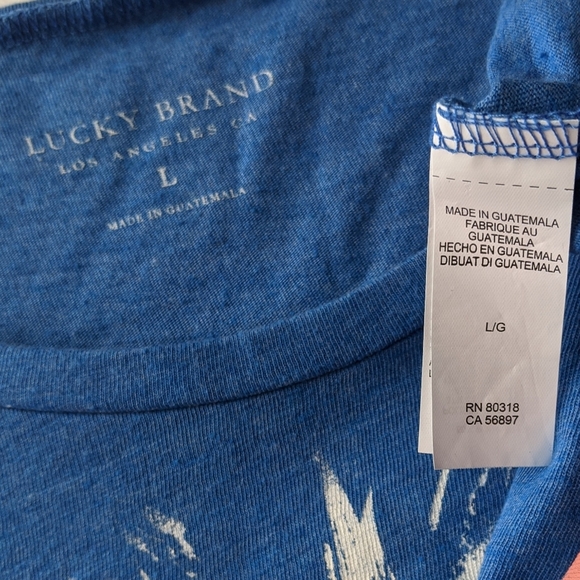 LUCKY BRAND
LOS ANGELES CA
L
MADE IN GUATEMALA
MADE IN GUATEMALA
FABRIQUE AU
GUATEMALA
HECHO EN GUATEMALA
DIBUAT DI GUATEMALA
L/G
RN 80318
CA 56897